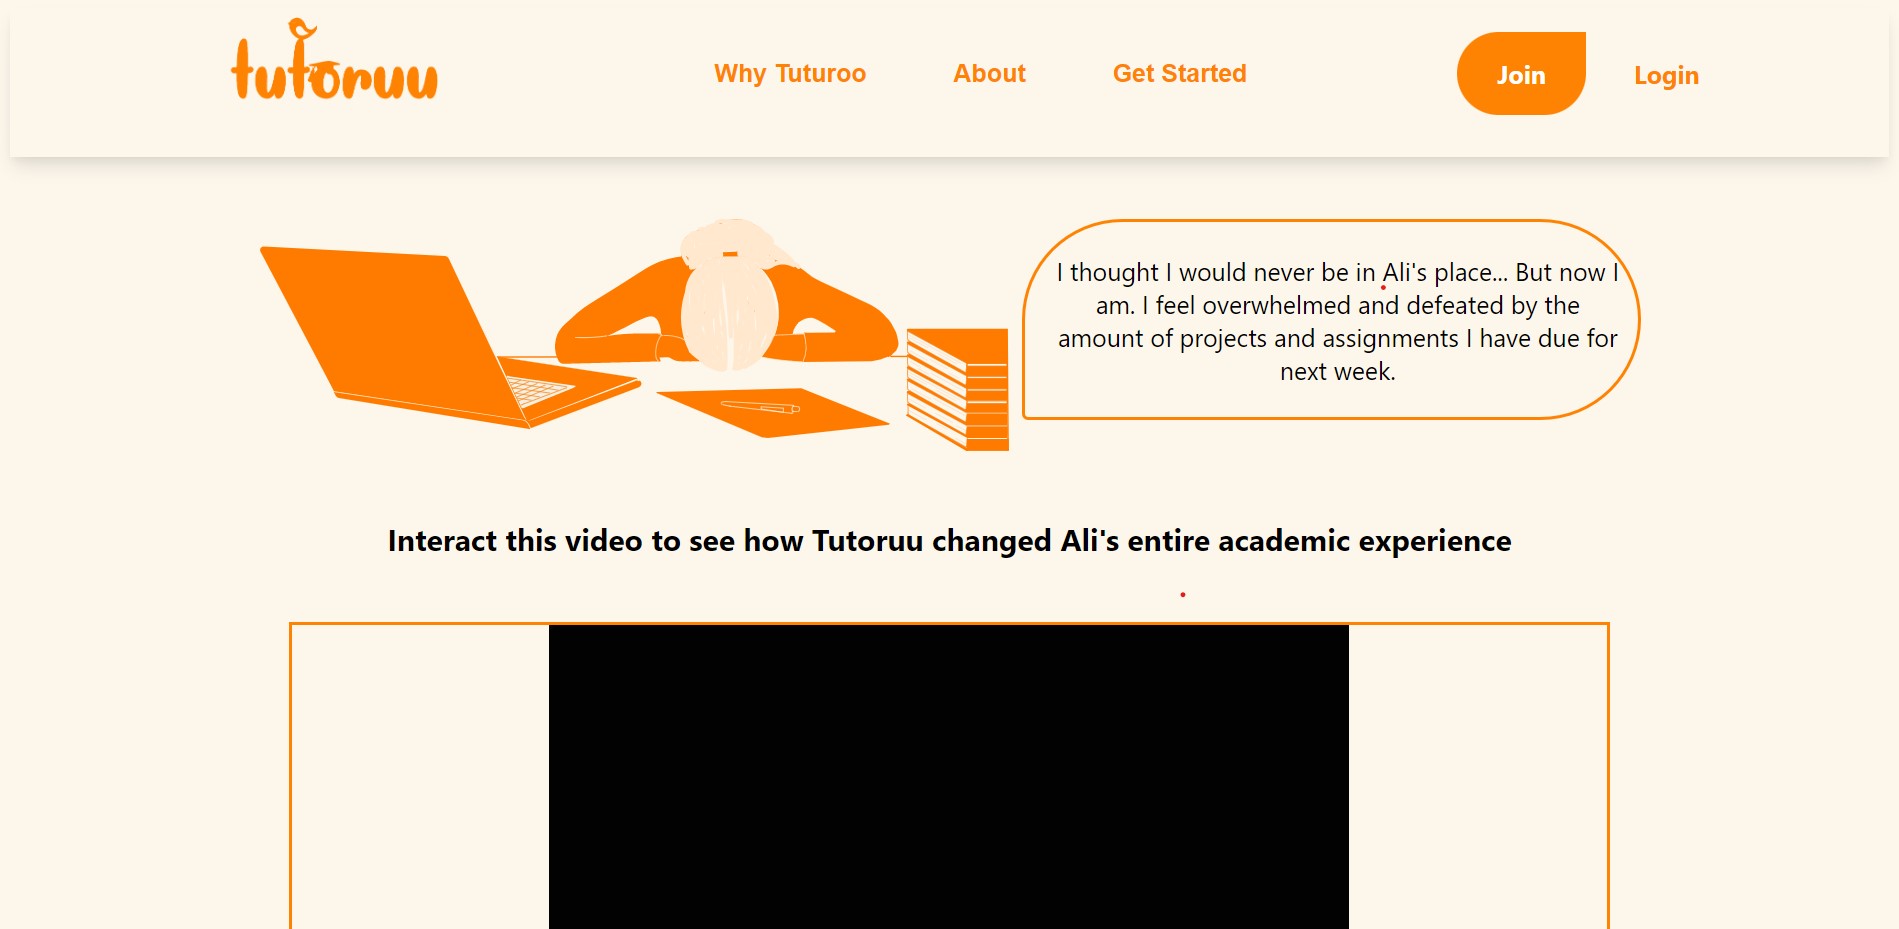 tutoruu
Why Tuturoo
About
Get Started
Join
Login
I thought I would never be in Ali's place... But now I
am. I feel overwhelmed and defeated by the
amount of projects and assignments I have due for
next week.
Interact this video to see how Tutoruu changed Ali's entire academic experience